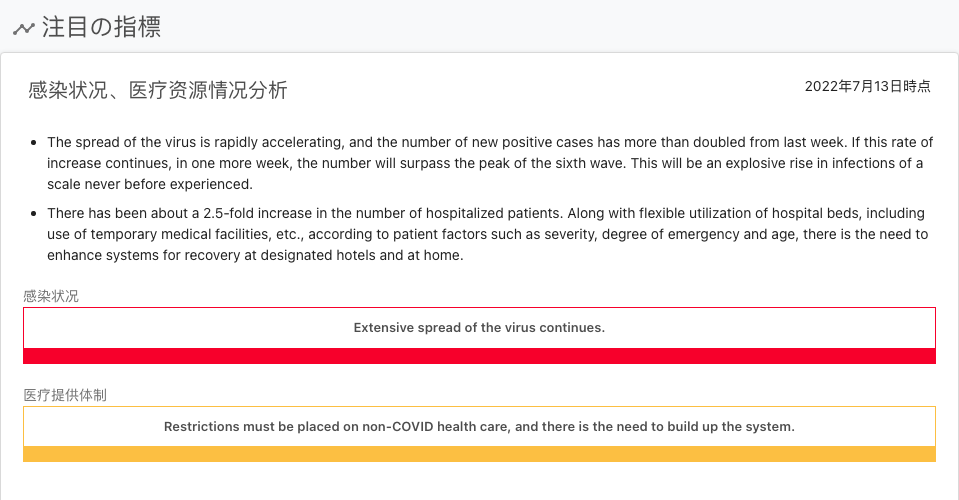 注目の指標
感染状况、医疗资源情况分析
2022年7月13日時点
The spread of the virus is rapidly accelerating, and the number of new positive cases has more than doubled from last week. If this rate of
increase continues, in one more week, the number will surpass the peak of the sixth wave. This will be an explosive rise in infections of a
scale never before experienced.
There has been about a 2.5-fold increase in the number of hospitalized patients. Along with flexible utilization of hospital beds, including
use of temporary medical facilities, etc., according to patient factors such as severity, degree of emergency and age, there is the need to
enhance systems for recovery at designated hotels and at home.
感染状况
Extensive spread of the virus continues.
医疗提供体制
Restrictions must be placed on non-COVID health care, and there is the need to build up the system.